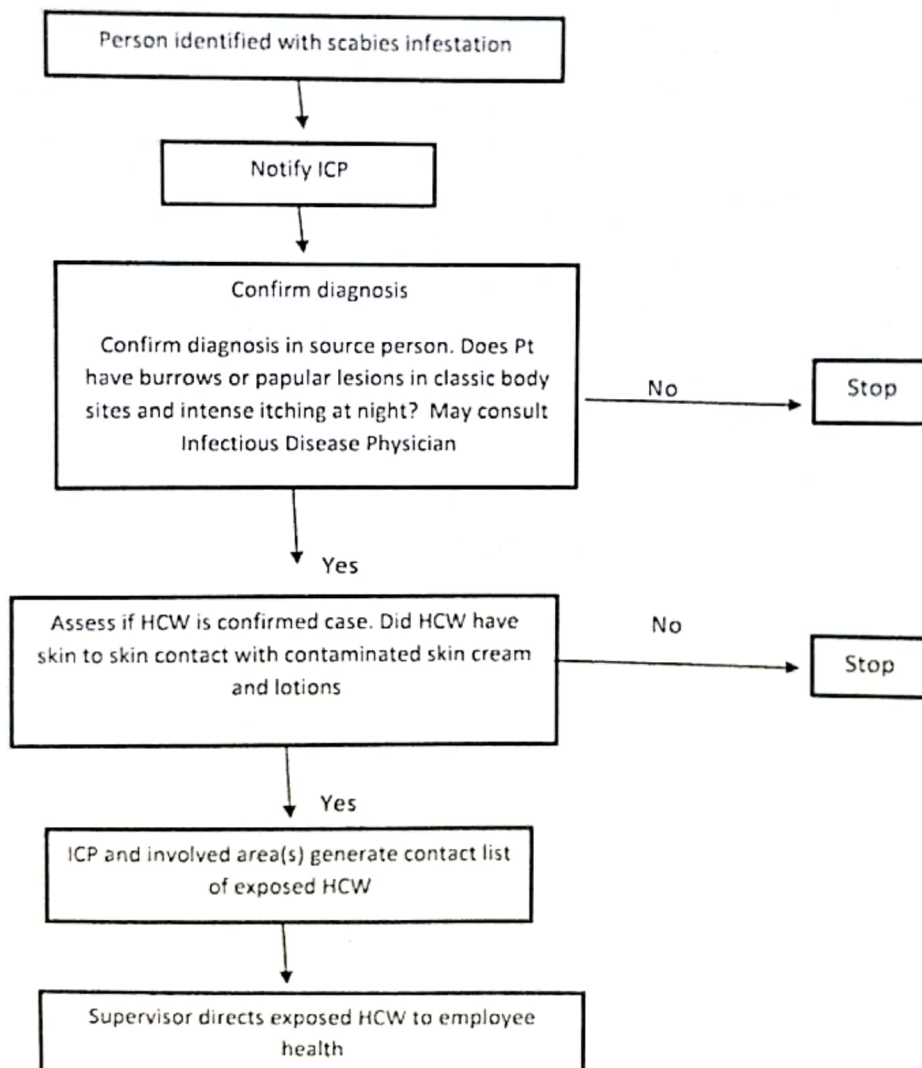 Person identified with scabies infestation
Notify ICP
Confirm diagnosis
Confirm diagnosis in source person. Does Pt
have burrows or papular lesions in classic body
sites and intense itching at night? May consult
Infectious Disease Physician
No
Stop
Yes
Assess if HCW is confirmed case. Did HCW have
skin to skin contact with contaminated skin cream
and lotions
No
Stop
Yes
ICP and involved area(s) generate contact list
of exposed HCW
Supervisor directs exposed HCW to employee
health